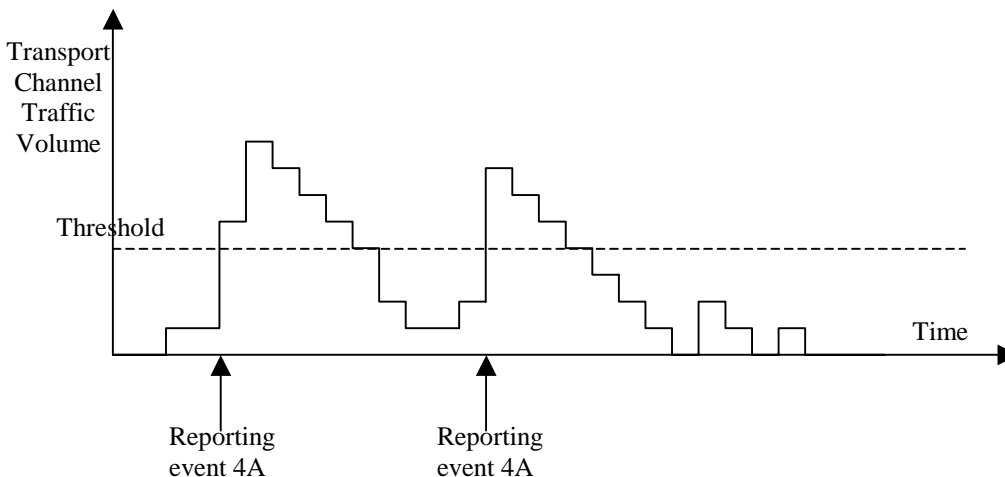 Transport
Channel
Traffic
Volume
Threshold
Time
Reporting
event 4A
Reporting
event 4A